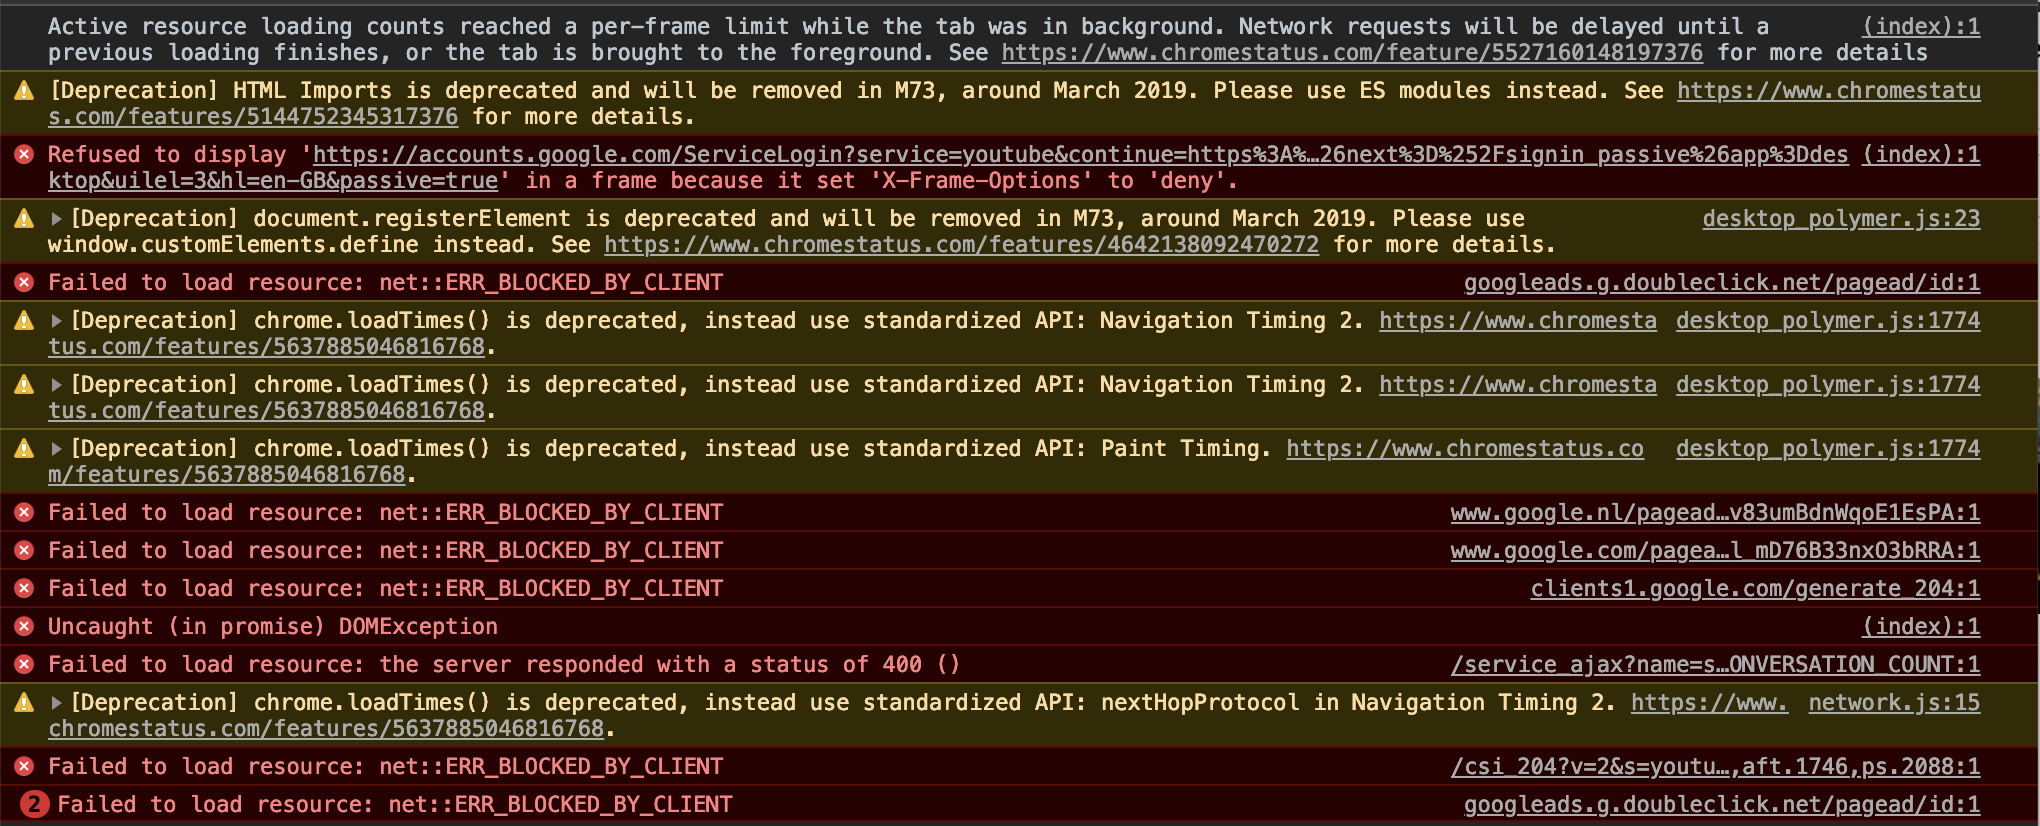 Active resource loading counts reached a per-frame limit while the tab was in background. Network requests will be delayed until a (index):1
previous loading finishes, or the tab is brought to the foreground. See https://www.chromestatus.com/feature/5527160148197376 for more details
[Deprecation] HTML Imports is deprecated and will be removed in M73, around March 2019. Please use ES modules instead. See https://www.chromestatu
s.com/features/5144752345317376 for more details.
Refused to display 'https://accounts.google.com/ServiceLogin?service=youtube&continue=https%3A%…26next%3D%252Fsignin_passive%26app%3Ddes (index):1
ktop&uilel=3&hl=en-GB&passive=true' in a frame because it set 'X-Frame-Options' to 'deny'.
[Deprecation] document.registerElement is deprecated and will be removed in M73, around March 2019. Please use desktop_polymer.js:23
window.customElements.define instead. See https://www.chromestatus.com/features/4642138092470272 for more details.
Failed to load resource: net::ERR_BLOCKED_BY_CLIENT googleads.g.doubleclick.net/pagead/id:1
[Deprecation] chrome.loadTimes() is deprecated, instead use standardized API: Navigation Timing 2. https://www.chromesta desktop_polymer.js:1774
tus.com/features/5637885046816768.
[Deprecation] chrome.loadTimes() is deprecated, instead use standardized API: Navigation Timing 2. https://www.chromesta desktop_polymer.js:1774
tus.com/features/5637885046816768.
[Deprecation] chrome.loadTimes() is deprecated, instead use standardized API: Paint Timing. https://www.chromestatus.co desktop_polymer.js:1774
m/features/5637885046816768.
Failed to load resource: net::ERR_BLOCKED_BY_CLIENT www.google.nl/pagead…v83umBdnWqoE1EsPA:1
Failed to load resource: net::ERR_BLOCKED_BY_CLIENT www.google.com/pagea…l_mD76B33nxO3bRRA:1
Failed to load resource: net::ERR_BLOCKED_BY_CLIENT clients1.google.com/generate_204:1
Uncaught (in promise) DOMException (index):1
Failed to load resource: the server responded with a status of 400 () /service_ajax?name=s…ONVERSATION_COUNT:1
[Deprecation] chrome.loadTimes() is deprecated, instead use standardized API: nextHopProtocol in Navigation Timing 2. https://www. network.js:15
chromestatus.com/features/5637885046816768.
Failed to load resource: net::ERR_BLOCKED_BY_CLIENT /csi_204?v=2&s=youtu…,aft.1746,ps.2088:1
2 Failed to load resource: net::ERR_BLOCKED_BY_CLIENT googleads.g.doubleclick.net/pagead/id:1